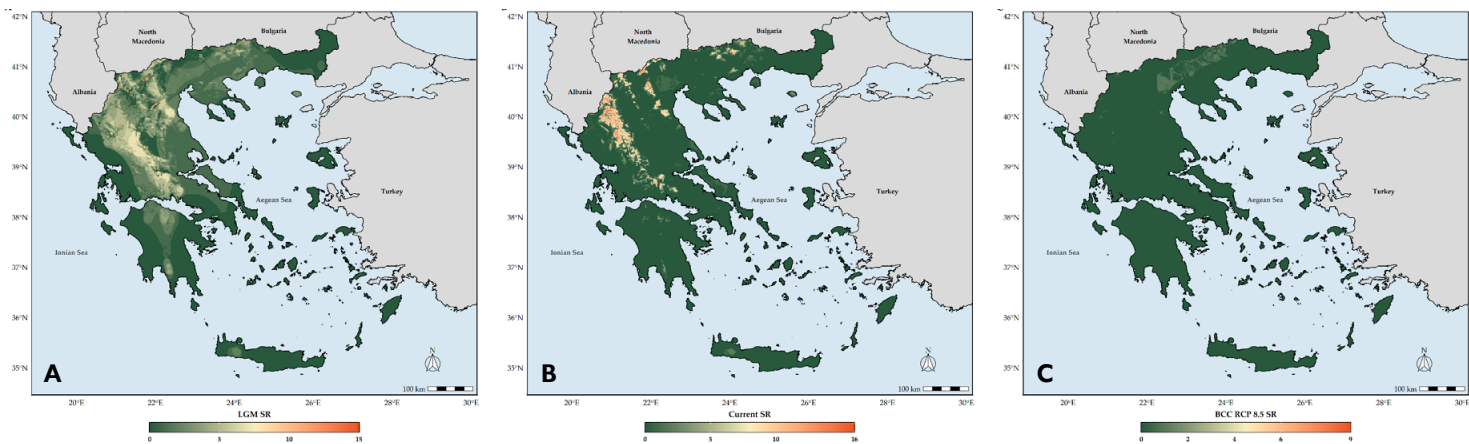 42°N
41°N
40°N
39°N
38°N
37°N
36°N
35°N
North
Macedonia
Bulgaria
Albania
Turkey
Aegean Sea
Ionian Sea
N
100 km
A
20°E 22°E 24°E 26°E 28°E 30°E
LGM SR
0 5 10 15
42°N
41°N
40°N
39°N
38°N
37°N
36°N
35°N
North
Macedonia
Bulgaria
Albania
Turkey
Aegean Sea
Ionian Sea
N
100 km
B
20°E 22°E 24°E 26°E 28°E 30°E
Current SR
0 5 10 16
42°N
41°N
40°N
39°N
38°N
37°N
36°N
35°N
North
Macedonia
Bulgaria
Albania
Turkey
Aegean Sea
Ionian Sea
N
100 km
C
20°E 22°E 24°E 26°E 28°E 30°E
BCC RCP 8.5 SR
0 2 4 6 9